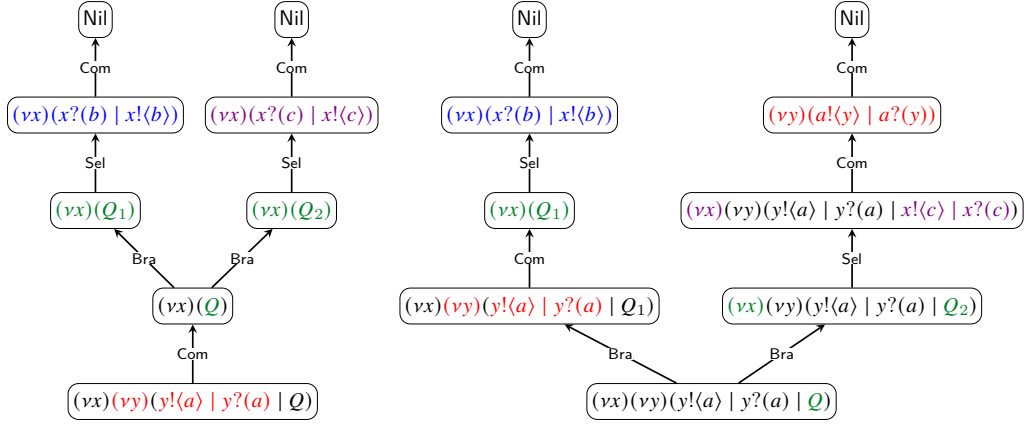 Nil Nil Nil Nil
Com Com Com Com
(νx)(x?(b) | x!⟨b⟩) (νx)(x?(c) | x!⟨c⟩) (νx)(x?(b) | x!⟨b⟩) (νy)(a!⟨y⟩ | a?(y))
Sel Sel Sel Com
(νx)(Q₁) (νx)(Q₂) (νx)(Q₁) (νx)(νy)(y!⟨a⟩ | y?(a) | x!⟨c⟩ | x?(c))
Bra Bra Com Sel
(νx)(Q) (νx)(νy)(y!⟨a⟩ | y?(a) | Q₁) (νx)(νy)(y!⟨a⟩ | y?(a) | Q₂)
Com Bra Bra
(νx)(νy)(y!⟨a⟩ | y?(a) | Q) (νx)(νy)(y!⟨a⟩ | y?(a) | Q)